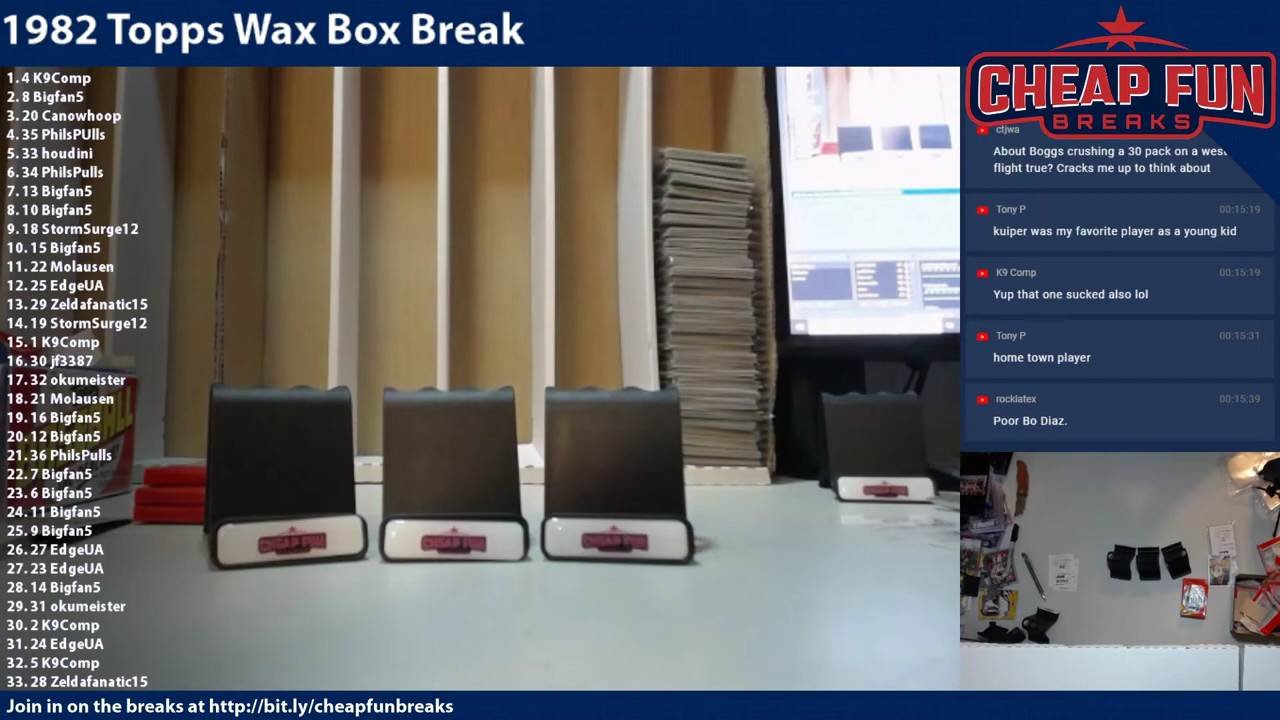 1982 Topps Wax Box Break
1. 4 K9Comp
2. 8 Bigfan5
3. 20 Canowhoop
4. 35 PhilsPUlls
5. 33 houdini
6. 34 PhilsPulls
7. 13 Bigfan5
8. 10 Bigfan5
9. 18 StormSurge12
10. 15 Bigfan5
11. 22 Molausen
12. 25 EdgeUA
13. 29 Zeldafanatic15
14. 19 StormSurge12
15. 1 K9Comp
16. 30 jf3387
17. 32 okumeister
18. 21 Molausen
19. 16 Bigfan5
20. 12 Bigfan5
21. 36 PhilsPulls
22. 7 Bigfan5
23. 6 Bigfan5
24. 11 Bigfan5
25. 9 Bigfan5
26. 27 EdgeUA
27. 23 EdgeUA
28. 14 Bigfan5
29. 31 okumeister
30. 2 K9Comp
31. 24 EdgeUA
32. 5 K9Comp
33. 28 Zeldafanatic15
CHEAP FUN
CHEAP FUN
CHEAP FUN
CHEAP FUN
BREAKS
ctjwa
About Boggs crushing a 30 pack on a west
flight true? Cracks me up to think about
Tony P 00:15:19
kuiper was my favorite player as a young kid
K9 Comp 00:15:19
Yup that one sucked also lol
Tony P 00:15:31
home town player
rocklatex 00:15:39
Poor Bo Diaz.
Join in on the breaks at http://bit.ly/cheapfunbreaks